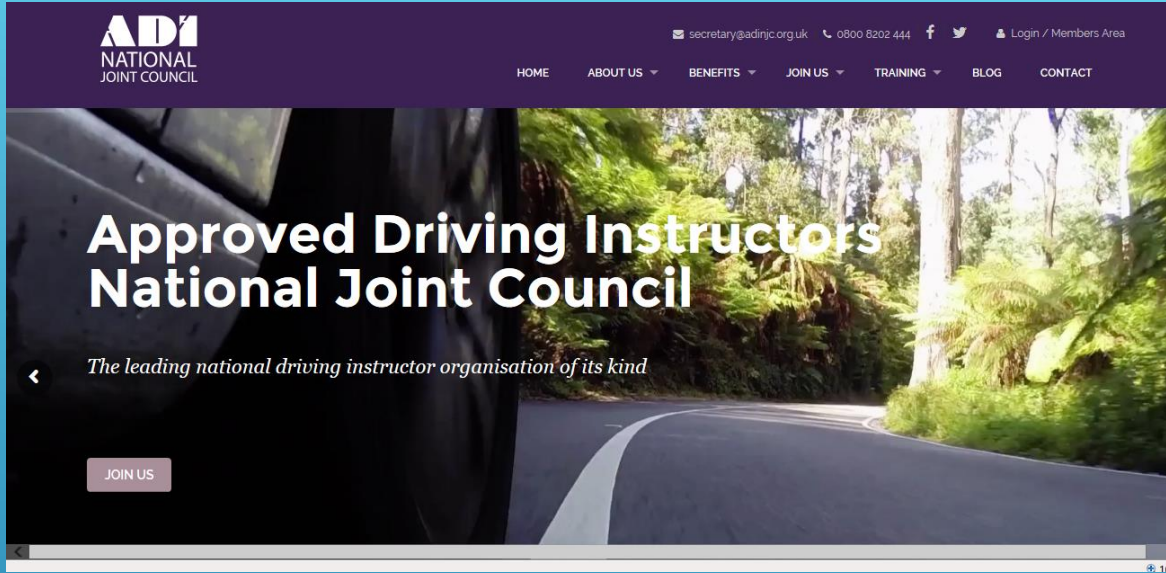 ADI
NATIONAL
JOINT COUNCIL
secretary@adinjc.org.uk 0800 8202 444 Login / Members Area
HOME ABOUT US BENEFITS JOIN US TRAINING BLOG CONTACT
Approved Driving Instructors
National Joint Council
The leading national driving instructor organisation of its kind
JOIN US